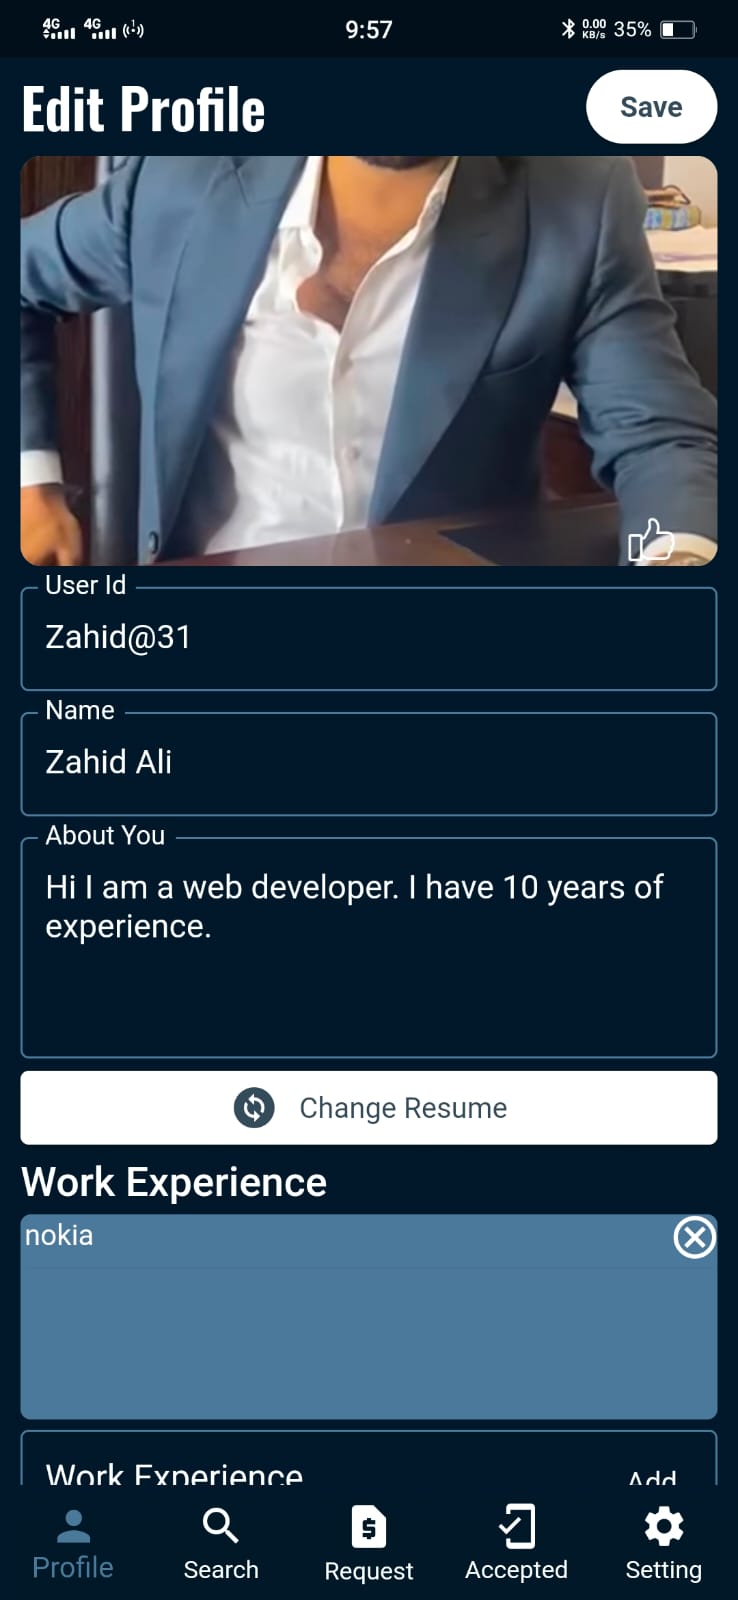 4G 4G 9:57 0.00 KB/s 35%
Edit Profile
Save
User Id
Zahid@31
Name
Zahid Ali
About You
Hi I am a web developer. I have 10 years of
experience.
Change Resume
Work Experience
nokia
Work Experience Add
Profile Search Request Accepted Setting